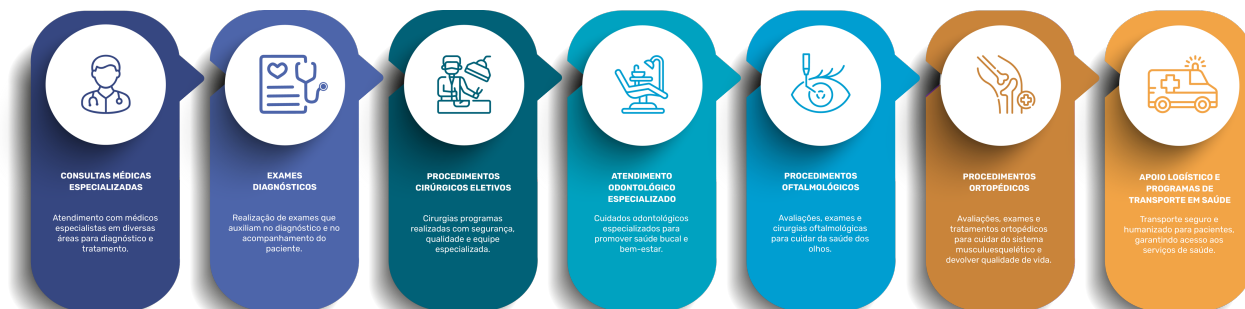 CONSULTAS MÉDICAS
ESPECIALIZADAS
Atendimento com médicos
especialistas em diversas
áreas para diagnóstico e
tratamento.
EXAMES
DIAGNÓSTICOS
Realização de exames que
auxiliam no diagnóstico e no
acompanhamento do
paciente.
PROCEDIMENTOS
CIRÚRGICOS ELETIVOS
Cirurgias programas
realizadas com segurança,
qualidade e equipe
especializada.
ATENDIMENTO
ODONTOLÓGICO
ESPECIALIZADO
Cuidados odontológicos
especializados para
promover saúde bucal e
bem-estar.
PROCEDIMENTOS
OFTALMOLÓGICOS
Avaliações, exames e
cirurgias oftalmológicas
para cuidar da saúde dos
olhos.
PROCEDIMENTOS
ORTOPÉDICOS
Avaliações, exames e
tratamentos ortopédicos
para cuidar do sistema
musculuesquelético e
devolver qualidade de vida.
APOIO LOGÍSTICO E
PROGRAMAS DE
TRANSPORTE EM SAÚDE
Transporte seguro e
humanizado para pacientes,
garantindo acesso aos
serviços de saúde.